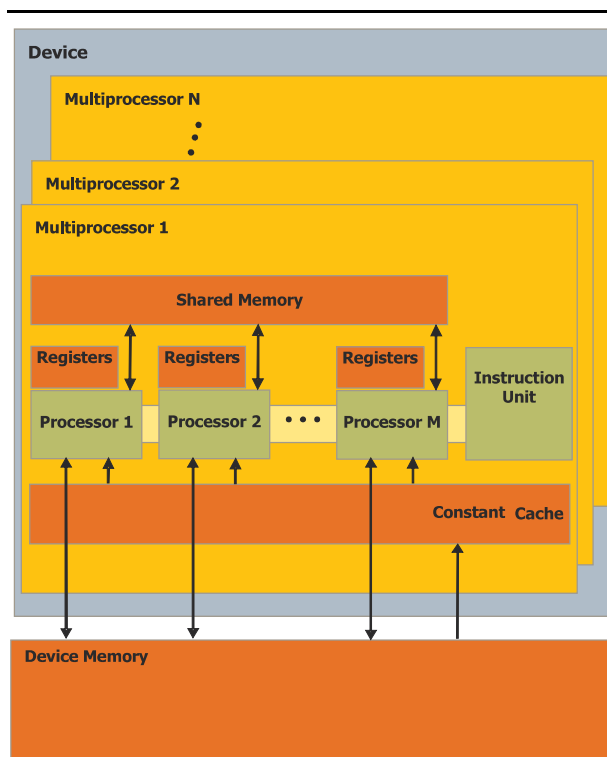 Device
Multiprocessor N
Multiprocessor 2
Multiprocessor 1
Shared Memory
Registers
Registers
Registers
Instruction
Unit
Processor 1
Processor 2
Processor M
Constant Cache
Device Memory